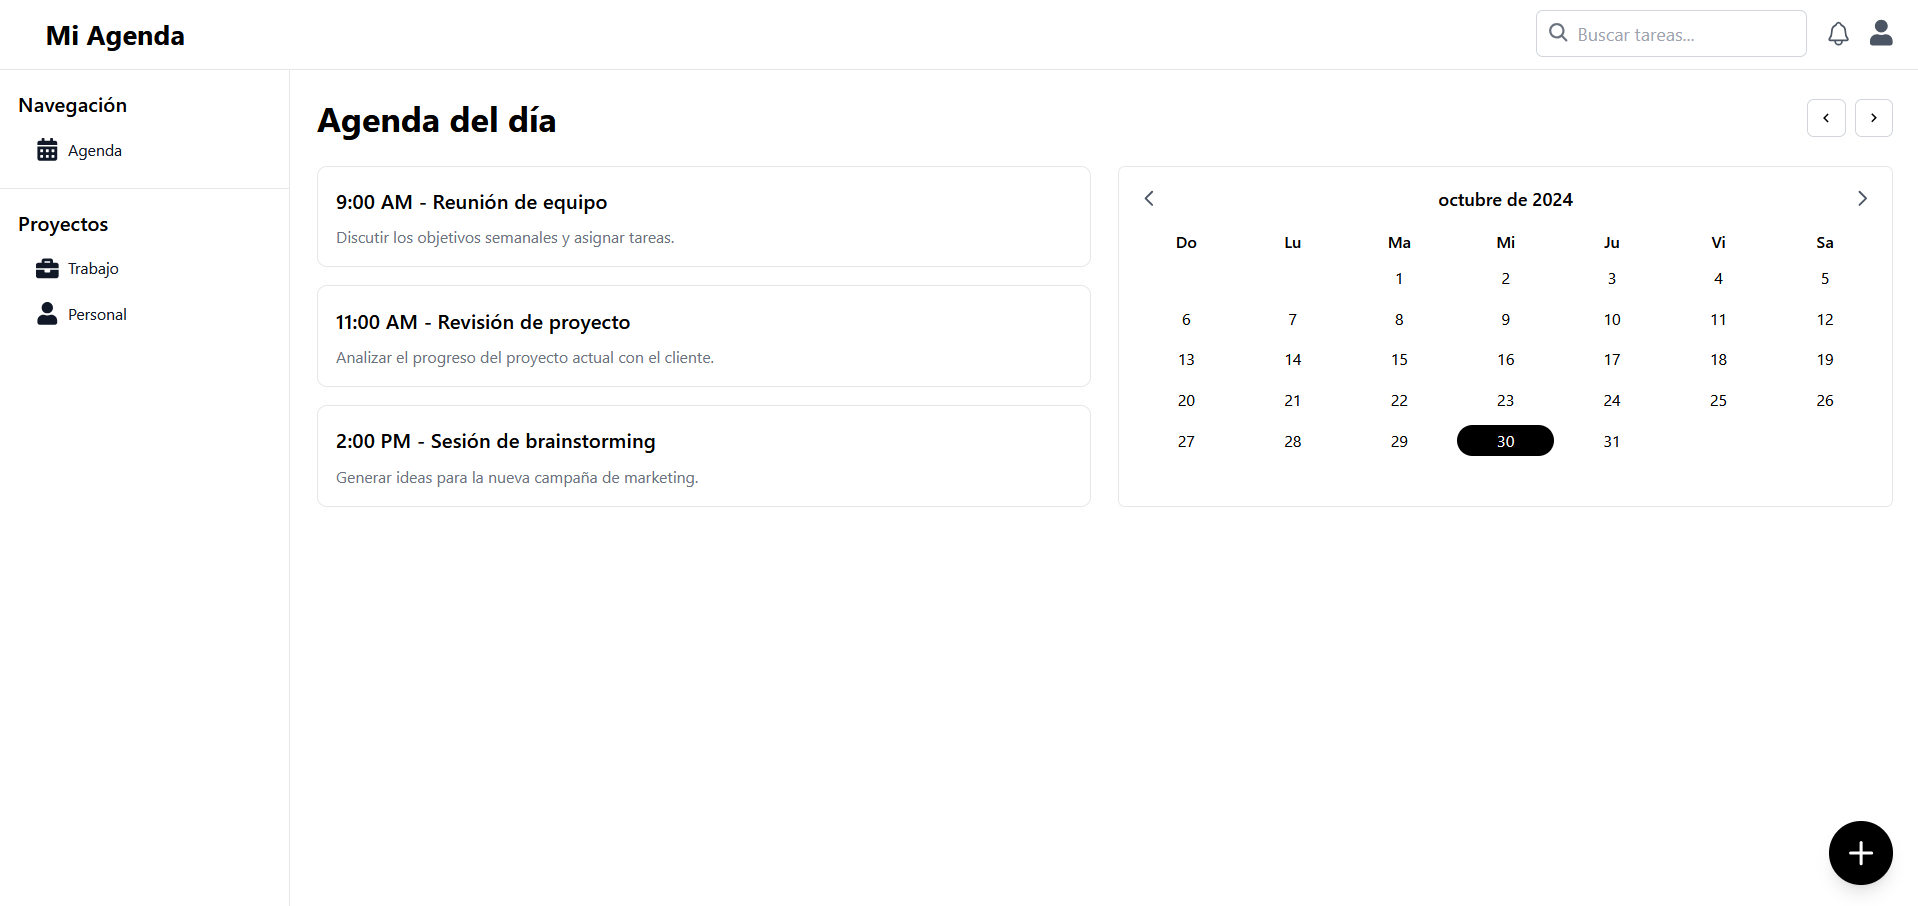 Mi Agenda
Buscar tareas...
Navegación
Agenda
Proyectos
Trabajo
Personal
Agenda del día
9:00 AM - Reunión de equipo
Discutir los objetivos semanales y asignar tareas.
11:00 AM - Revisión de proyecto
Analizar el progreso del proyecto actual con el cliente.
2:00 PM - Sesión de brainstorming
Generar ideas para la nueva campaña de marketing.
octubre de 2024
Do Lu Ma Mi Ju Vi Sa
1 2 3 4 5
6 7 8 9 10 11 12
13 14 15 16 17 18 19
20 21 22 23 24 25 26
27 28 29 30 31